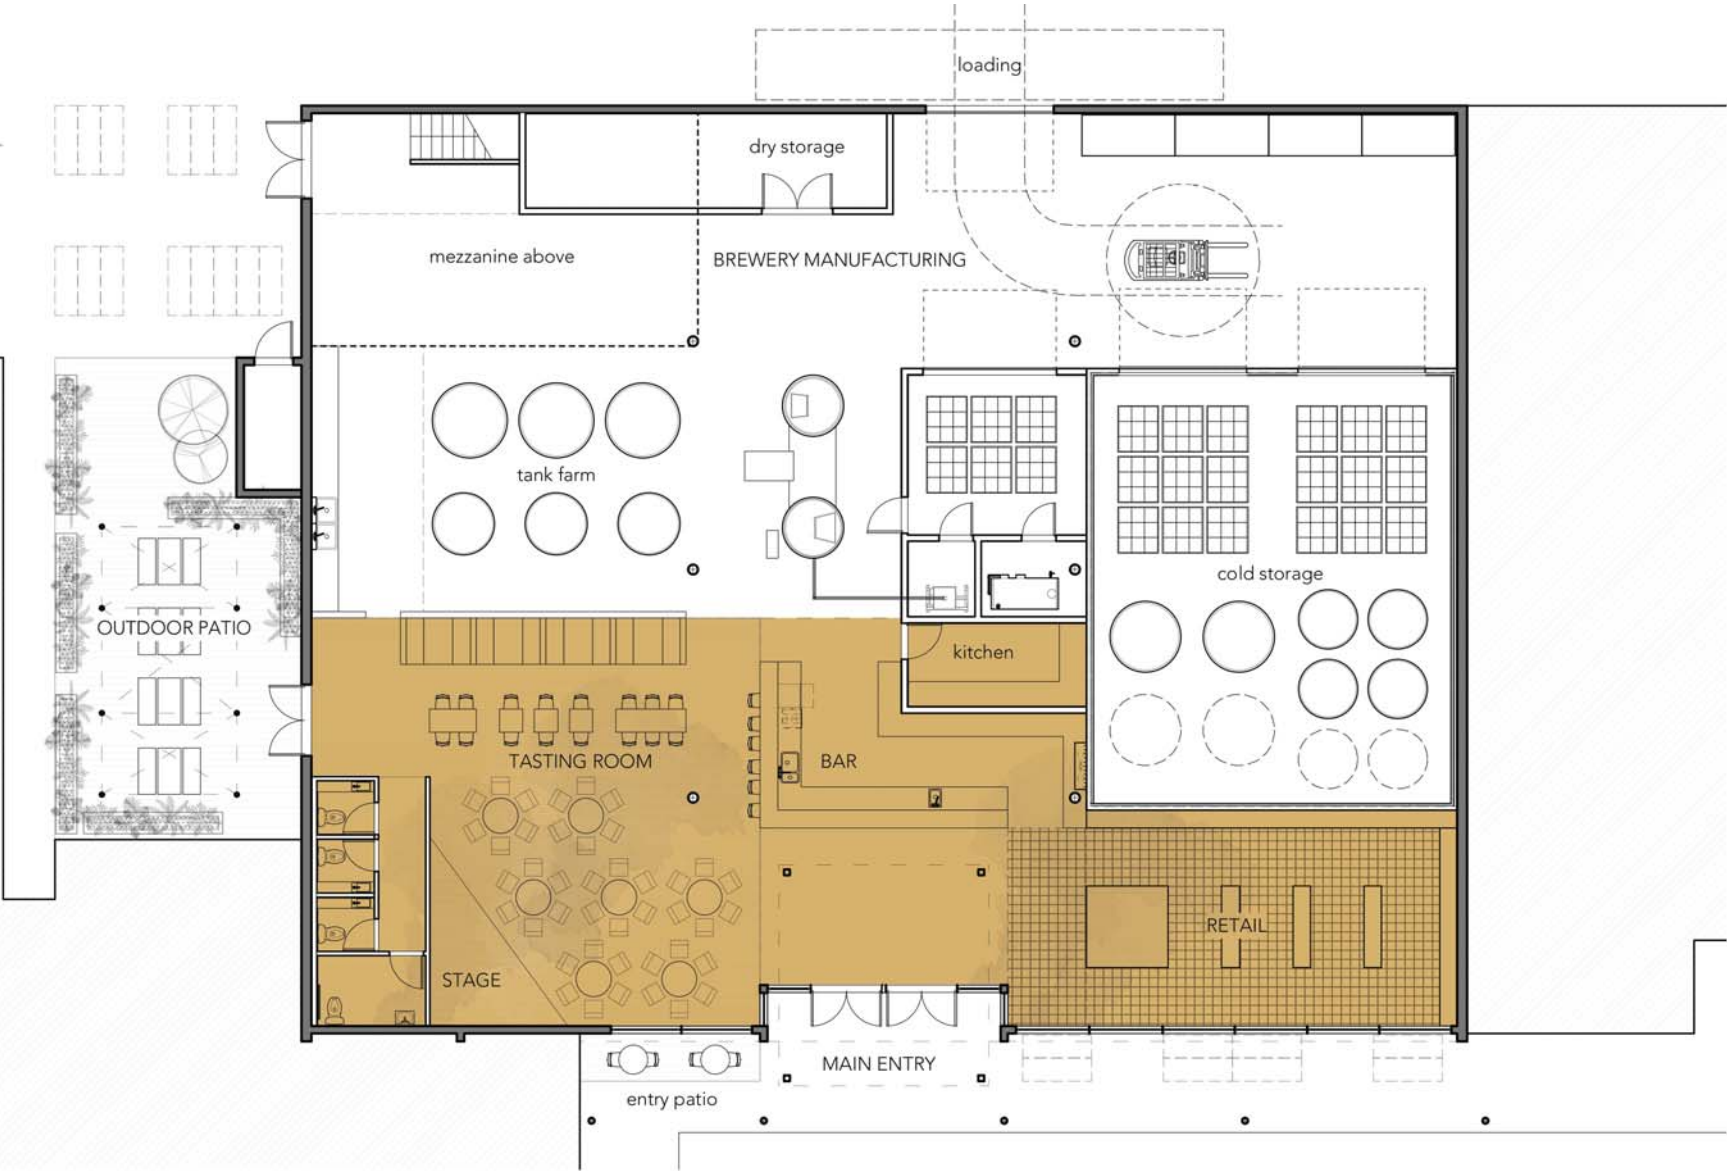 loading
dry storage
mezzanine above
BREWERY MANUFACTURING
tank farm
cold storage
OUTDOOR PATIO
kitchen
TASTING ROOM
BAR
RETAIL
STAGE
MAIN ENTRY
entry patio